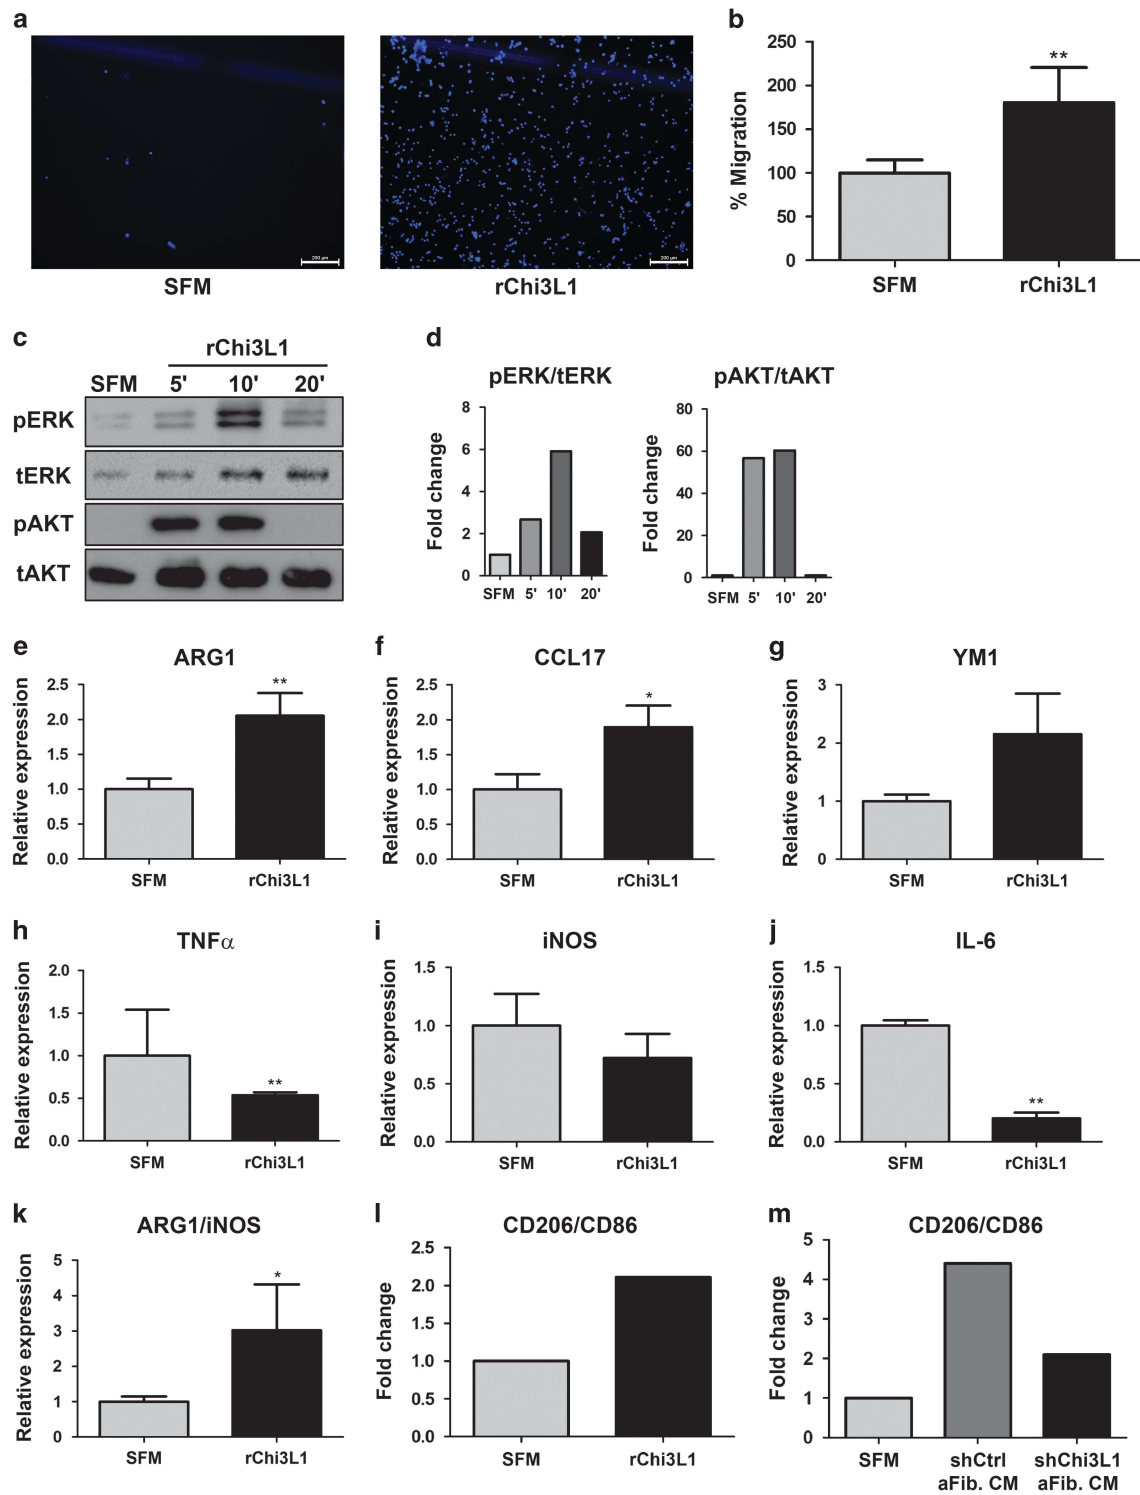 a
b
200 µm
200 µm
SFM
rChi3L1
% Migration
250
200
150
100
50
0
**
SFM
rChi3L1
c
rChi3L1
SFM 5' 10' 20'
pERK
tERK
pAKT
tAKT
d
pERK/tERK
Fold change
8
6
4
2
0
SFM 5' 10' 20'
pAKT/tAKT
Fold change
80
60
40
20
0
SFM 5' 10' 20'
e
ARG1
Relative expression
2.5
2.0
1.5
1.0
0.5
0.0
**
SFM rChi3L1
f
CCL17
Relative expression
2.5
2.0
1.5
1.0
0.5
0.0
*
SFM rChi3L1
g
YM1
Relative expression
3
2
1
0
SFM rChi3L1
h
TNFα
Relative expression
2.0
1.5
1.0
0.5
0.0
**
SFM rChi3L1
i
iNOS
Relative expression
1.5
1.0
0.5
0.0
SFM rChi3L1
j
IL-6
Relative expression
1.5
1.0
0.5
0.0
**
SFM rChi3L1
k
ARG1/iNOS
Relative expression
5
4
3
2
1
0
*
SFM rChi3L1
l
CD206/CD86
Fold change
2.5
2.0
1.5
1.0
0.5
0.0
SFM rChi3L1
m
CD206/CD86
Fold change
5
4
3
2
1
0
SFM shCtrl shChi3L1
aFib. CM aFib. CM